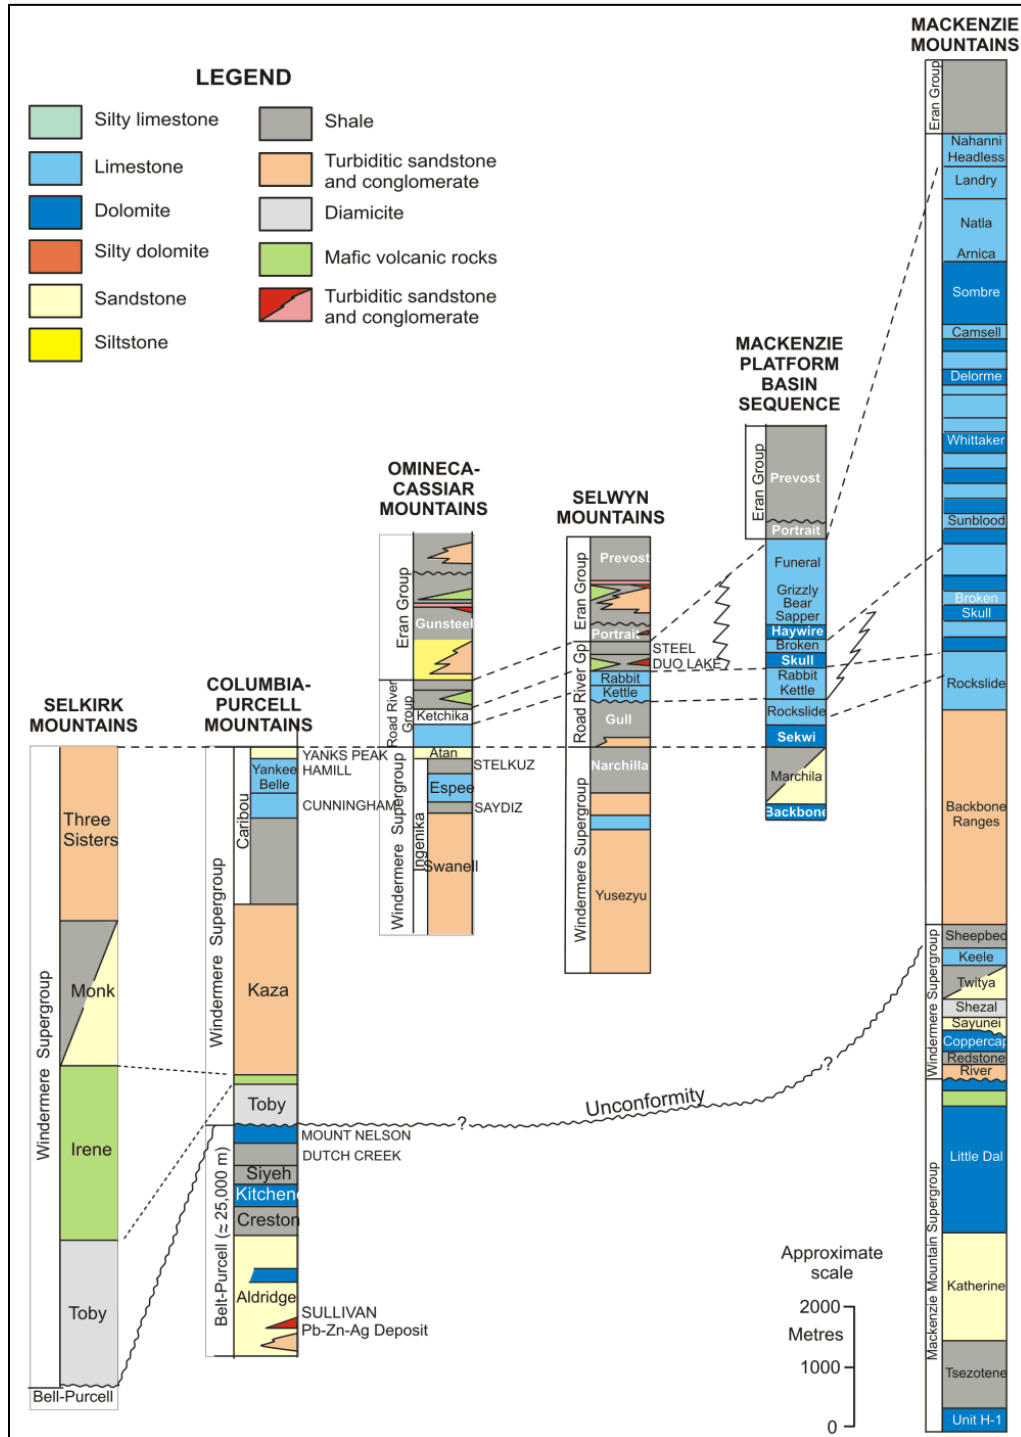 LEGEND
Silty limestone
Limestone
Dolomite
Silty dolomite
Sandstone
Siltstone
Shale
Turbiditic sandstone
and conglomerate
Diamicite
Mafic volcanic rocks
Turbiditic sandstone
and conglomerate
SELKIRK
MOUNTAINS
Windermere Supergroup
Three
Sisters
Monk
Irene
Toby
Bell-Purcell
COLUMBIA-
PURCELL
MOUNTAINS
Windermere Supergroup
Caribou
YANKS PEAK
Yankee
Belle
HAMILL
CUNNINGHAM
Kaza
Toby
Belt-Purcell (≈ 25,000 m)
MOUNT NELSON
DUTCH CREEK
Siyeh
Kitchene
Creston
Aldridge
SULLIVAN
Pb-Zn-Ag Deposit
OMINECA-
CASSIAR
MOUNTAINS
Eran Group
Gunsteel
Road River
Group
Ketchika
Windermere Supergroup
Ingenika
Atan
STELKUZ
Espee
SAYDIZ
Swanell
SELWYN
MOUNTAINS
Eran Group
Prevost
Portrait
Road River Gp
STEEL
DUO LAKE
Rabbit
Kettle
Gull
Windermere Supergroup
Narchilla
Yusezyu
MACKENZIE
PLATFORM
BASIN
SEQUENCE
Eran Group
Prevost
Portrait
Funeral
Grizzly
Bear
Sapper
Haywire
Broken
Skull
Rabbit
Kettle
Rockslide
Sekwi
Marchila
Backbone
MACKENZIE
MOUNTAINS
Eran Group
Nahanni
Headless
Landry
Natla
Arnica
Sombre
Camsell
Delorme
Whittaker
Sunblood
Broken
Skull
Rockslide
Backbone
Ranges
Windermere Supergroup
Sheepbed
Keele
Twitya
Shezal
Sayunei
Coppercap
Redstone
River
Mackenzie Mountain Supergroup
Little Dal
Katherine
Tsezotene
Unit H-1
?
Unconformity
?
Approximate
scale
2000
Metres
1000
0